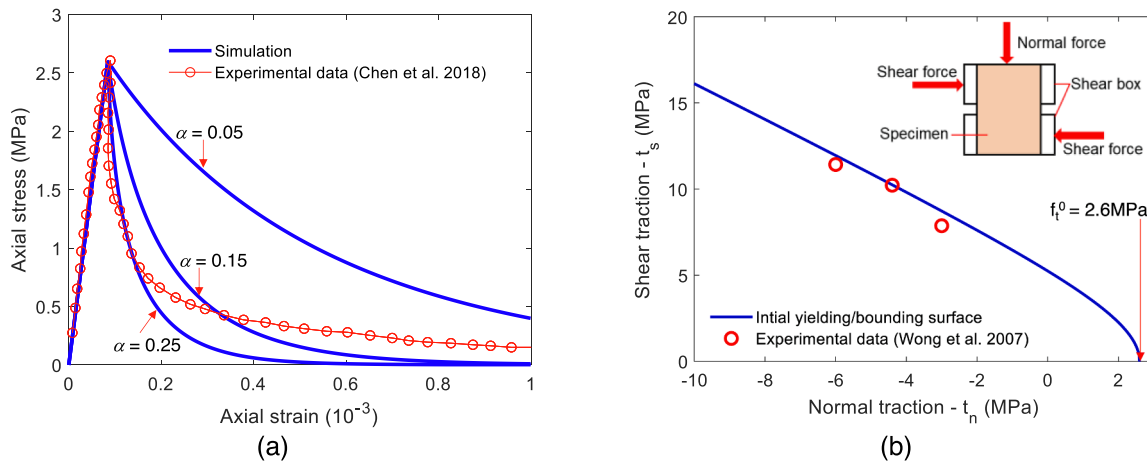 3
2.5
2
1.5
1
0.5
0
0
0.2
0.4
0.6
0.8
1
Axial stress (MPa)
Axial strain (10-3)
Simulation
Experimental data (Chen et al. 2018)
α = 0.05
α = 0.15
α = 0.25
(a)
20
15
10
5
0
-10
-8
-6
-4
-2
0
2
Shear traction - ts (MPa)
Normal traction - tn (MPa)
Normal force
Shear force
Shear box
Specimen
Shear force
ft0 = 2.6MPa
Intial yielding/bounding surface
Experimental data (Wong et al. 2007)
(b)